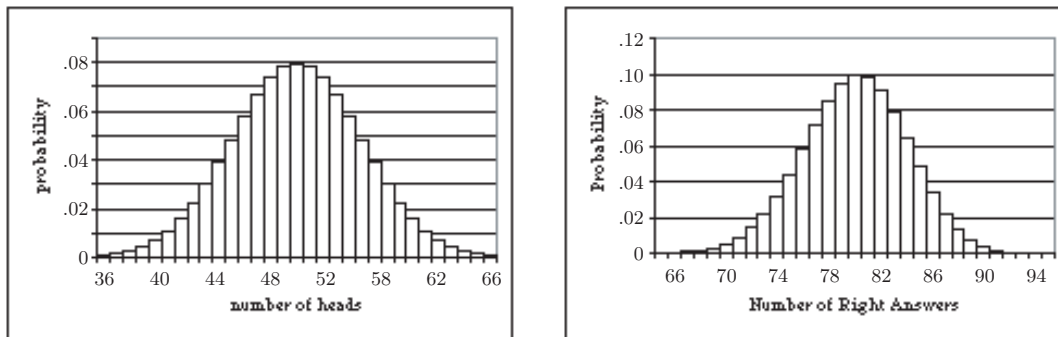 .08
.06
.04
.02
0
probability
36 40 44 48 52 58 62 66
number of heads
.12
.10
.08
.06
.04
.02
0
Probability
66 70 74 78 82 86 90 94
Number of Right Answers